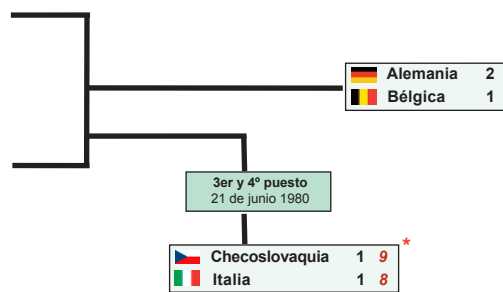 Alemania 2
Bélgica 1
3er y 4º puesto
21 de junio 1980
Checoslovaquia 1 9 *
Italia 1 8